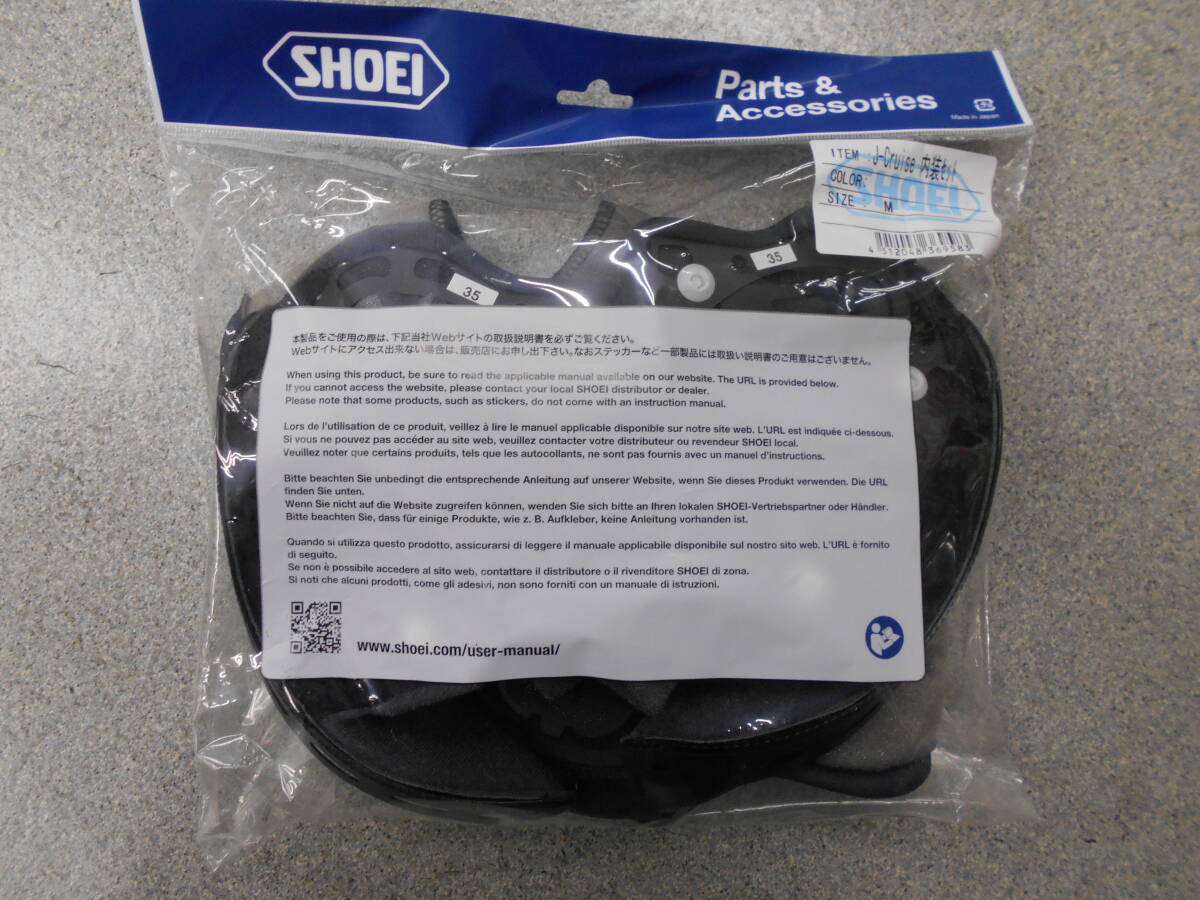 SHOEI
Parts &
Accessories
Made in Japan
ITEM : J-Cruise 内装セット
COLOR:
SIZE M
SHOEI
4 512048 369583
35
35
本製品をご使用の際は、下記当社Webサイトの取扱説明書を必ずご覧ください。
Webサイトにアクセス出来ない場合は、販売店にお申し出下さい。なおステッカーなど一部製品には取扱い説明書のご用意はございません。
When using this product, be sure to read the applicable manual available on our website. The URL is provided below.
If you cannot access the website, please contact your local SHOEI distributor or dealer.
Please note that some products, such as stickers, do not come with an instruction manual.
Lors de l'utilisation de ce produit, veillez à lire le manuel applicable disponible sur notre site web. L'URL est indiquée ci-dessous.
Si vous ne pouvez pas accéder au site web, veuillez contacter votre distributeur ou revendeur SHOEI local.
Veuillez noter que certains produits, tels que les autocollants, ne sont pas fournis avec un manuel d'instructions.
Bitte beachten Sie unbedingt die entsprechende Anleitung auf unserer Website, wenn Sie dieses Produkt verwenden. Die URL
finden Sie unten.
Wenn Sie nicht auf die Website zugreifen können, wenden Sie sich bitte an Ihren lokalen SHOEI-Vertriebspartner oder Händler.
Bitte beachten Sie, dass für einige Produkte, wie z. B. Aufkleber, keine Anleitung vorhanden ist.
Quando si utilizza questo prodotto, assicurarsi di leggere il manuale applicabile disponibile sul nostro sito web. L'URL è fornito
di seguito.
Se non è possibile accedere al sito web, contattare il distributore o il rivenditore SHOEI di zona.
Si noti che alcuni prodotti, come gli adesivi, non sono forniti con un manuale di istruzioni.
www.shoei.com/user-manual/